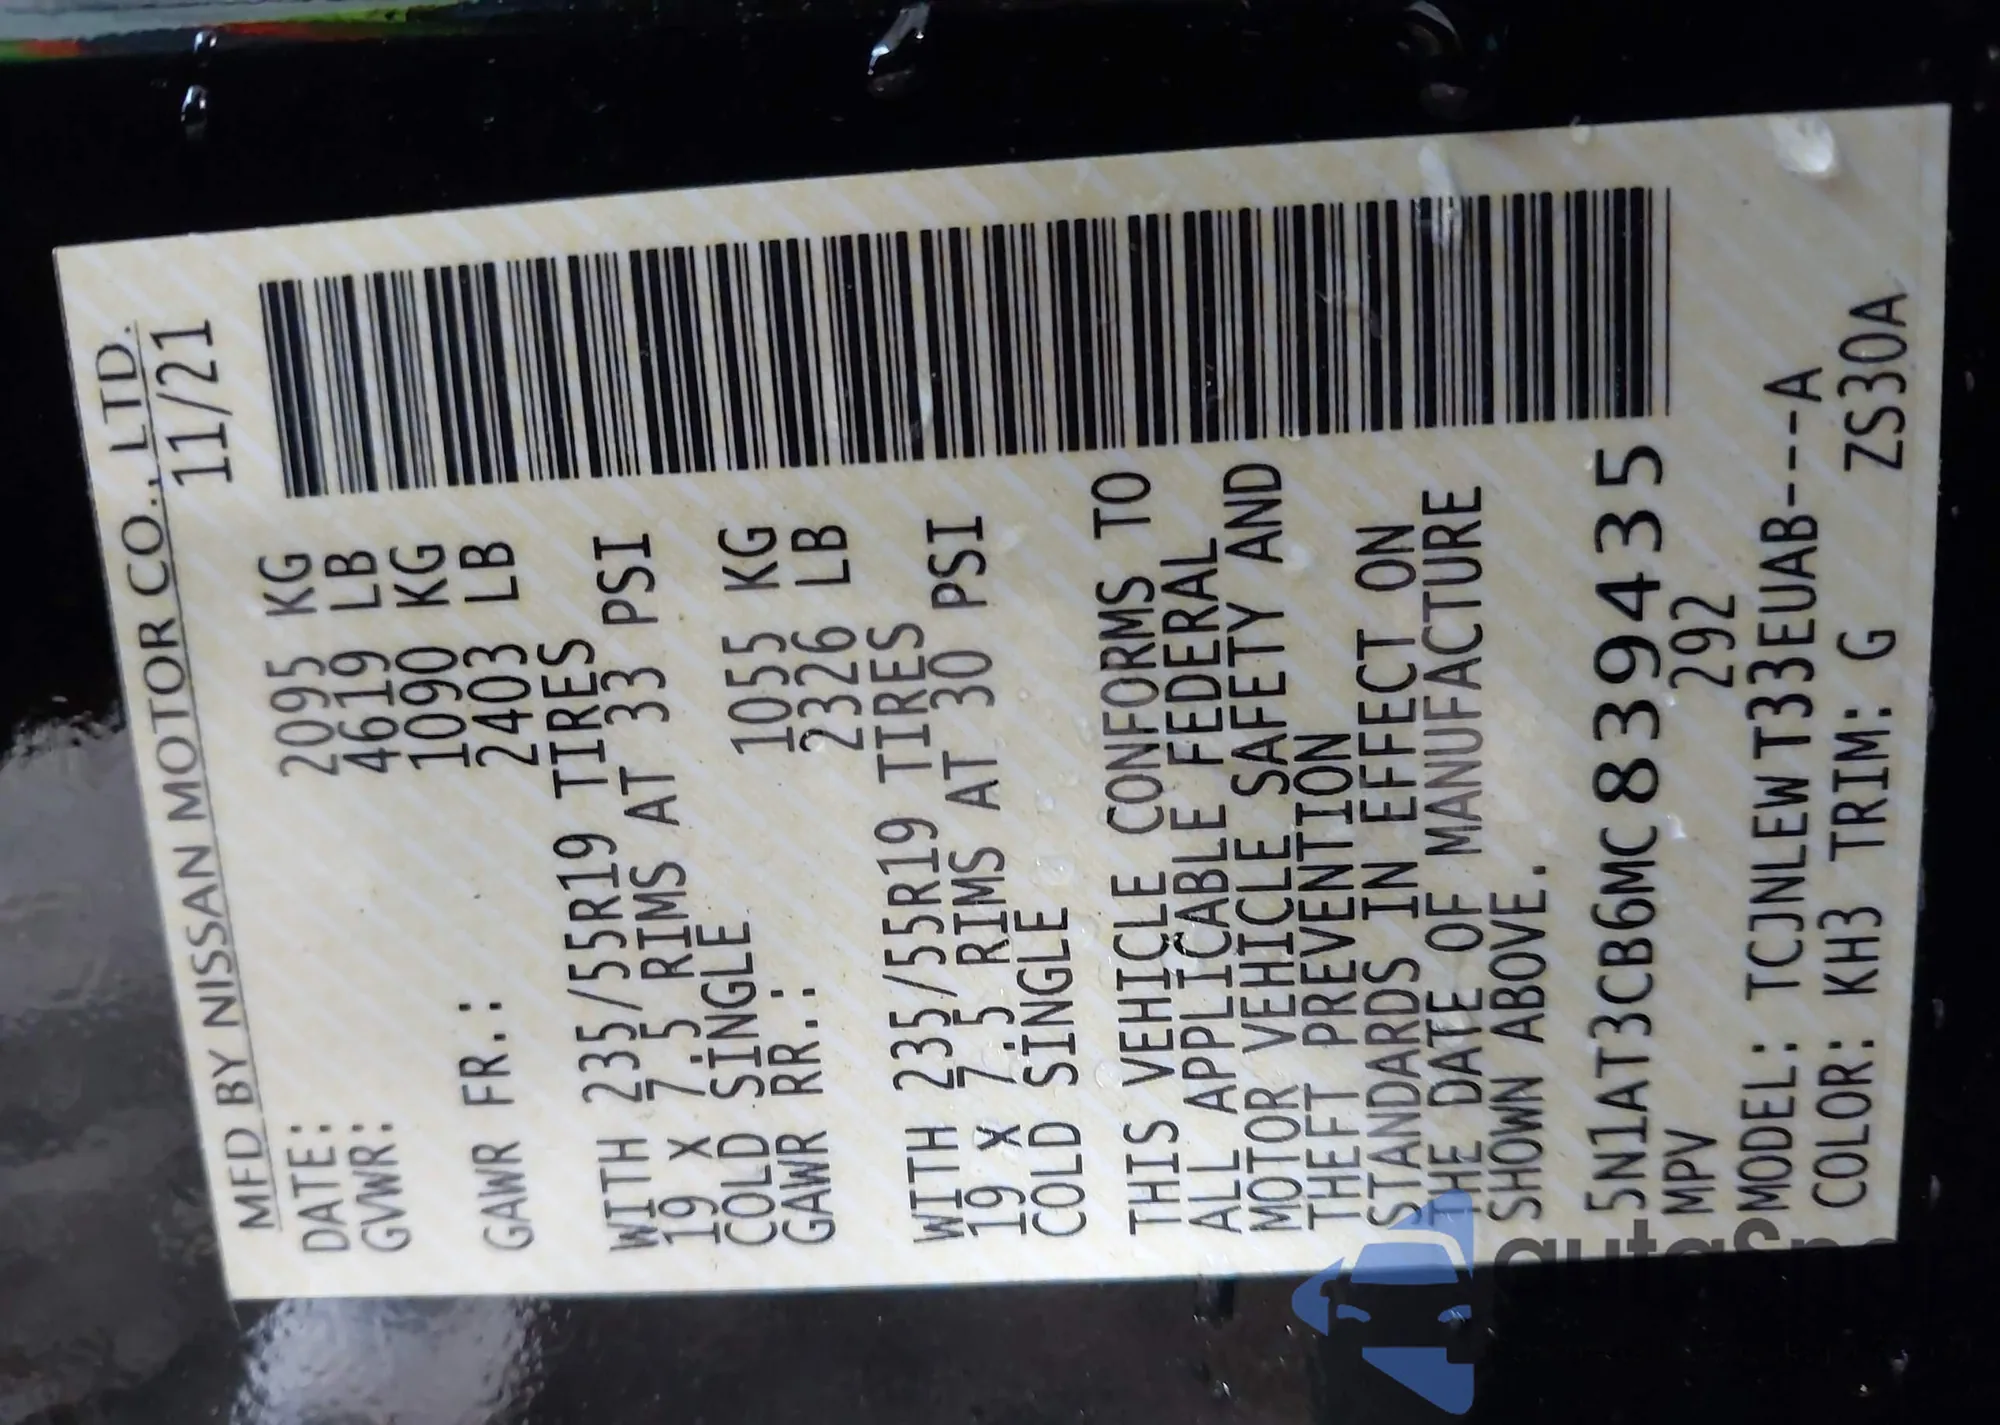 MFD BY NISSAN MOTOR CO., LTD.
DATE: 11/21
GVWR: 2095 KG
4619 LB
GAWR FR.: 1090 KG
2403 LB
WITH 235/55R19 TIRES
19 X 7.5 RIMS AT 33 PSI
COLD SINGLE
GAWR RR.: 1055 KG
2326 LB
WITH 235/55R19 TIRES
19 X 7.5 RIMS AT 30 PSI
COLD SINGLE
THIS VEHICLE CONFORMS TO
ALL APPLICABLE FEDERAL
MOTOR VEHICLE SAFETY AND
THEFT PREVENTION
STANDARDS IN EFFECT ON
THE DATE OF MANUFACTURE
SHOWN ABOVE.
5N1AT3CB6MC839435
MPV 292
MODEL: TCJNLEWT33EUAB---A
COLOR: KH3 TRIM: G ZS30A